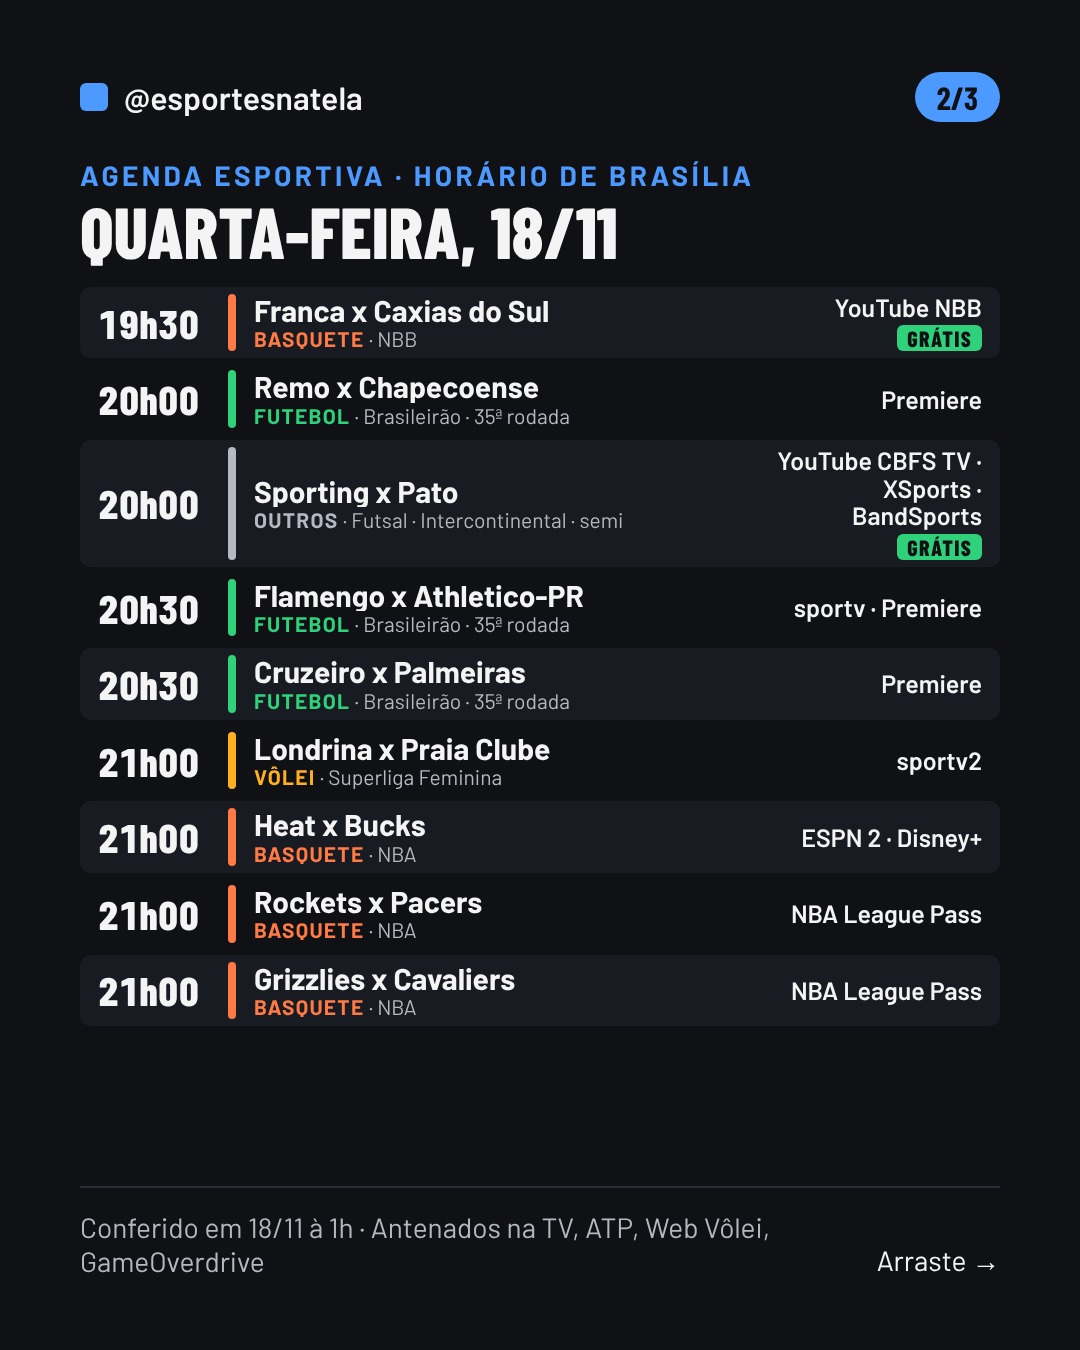 @esportesnatela
2/3
AGENDA ESPORTIVA · HORÁRIO DE BRASÍLIA
QUARTA-FEIRA, 18/11
19h30
Franca x Caxias do Sul
BASQUETE · NBB
YouTube NBB
GRÁTIS
20h00
Remo x Chapecoense
FUTEBOL · Brasileirão · 35ª rodada
Premiere
20h00
Sporting x Pato
OUTROS · Futsal · Intercontinental · semi
YouTube CBFS TV ·
XSports ·
BandSports
GRÁTIS
20h30
Flamengo x Athletico-PR
FUTEBOL · Brasileirão · 35ª rodada
sportv · Premiere
20h30
Cruzeiro x Palmeiras
FUTEBOL · Brasileirão · 35ª rodada
Premiere
21h00
Londrina x Praia Clube
VÔLEI · Superliga Feminina
sportv2
21h00
Heat x Bucks
BASQUETE · NBA
ESPN 2 · Disney+
21h00
Rockets x Pacers
BASQUETE · NBA
NBA League Pass
21h00
Grizzlies x Cavaliers
BASQUETE · NBA
NBA League Pass
Conferido em 18/11 à 1h · Antenados na TV, ATP, Web Vôlei,
GameOverdrive
Arraste →